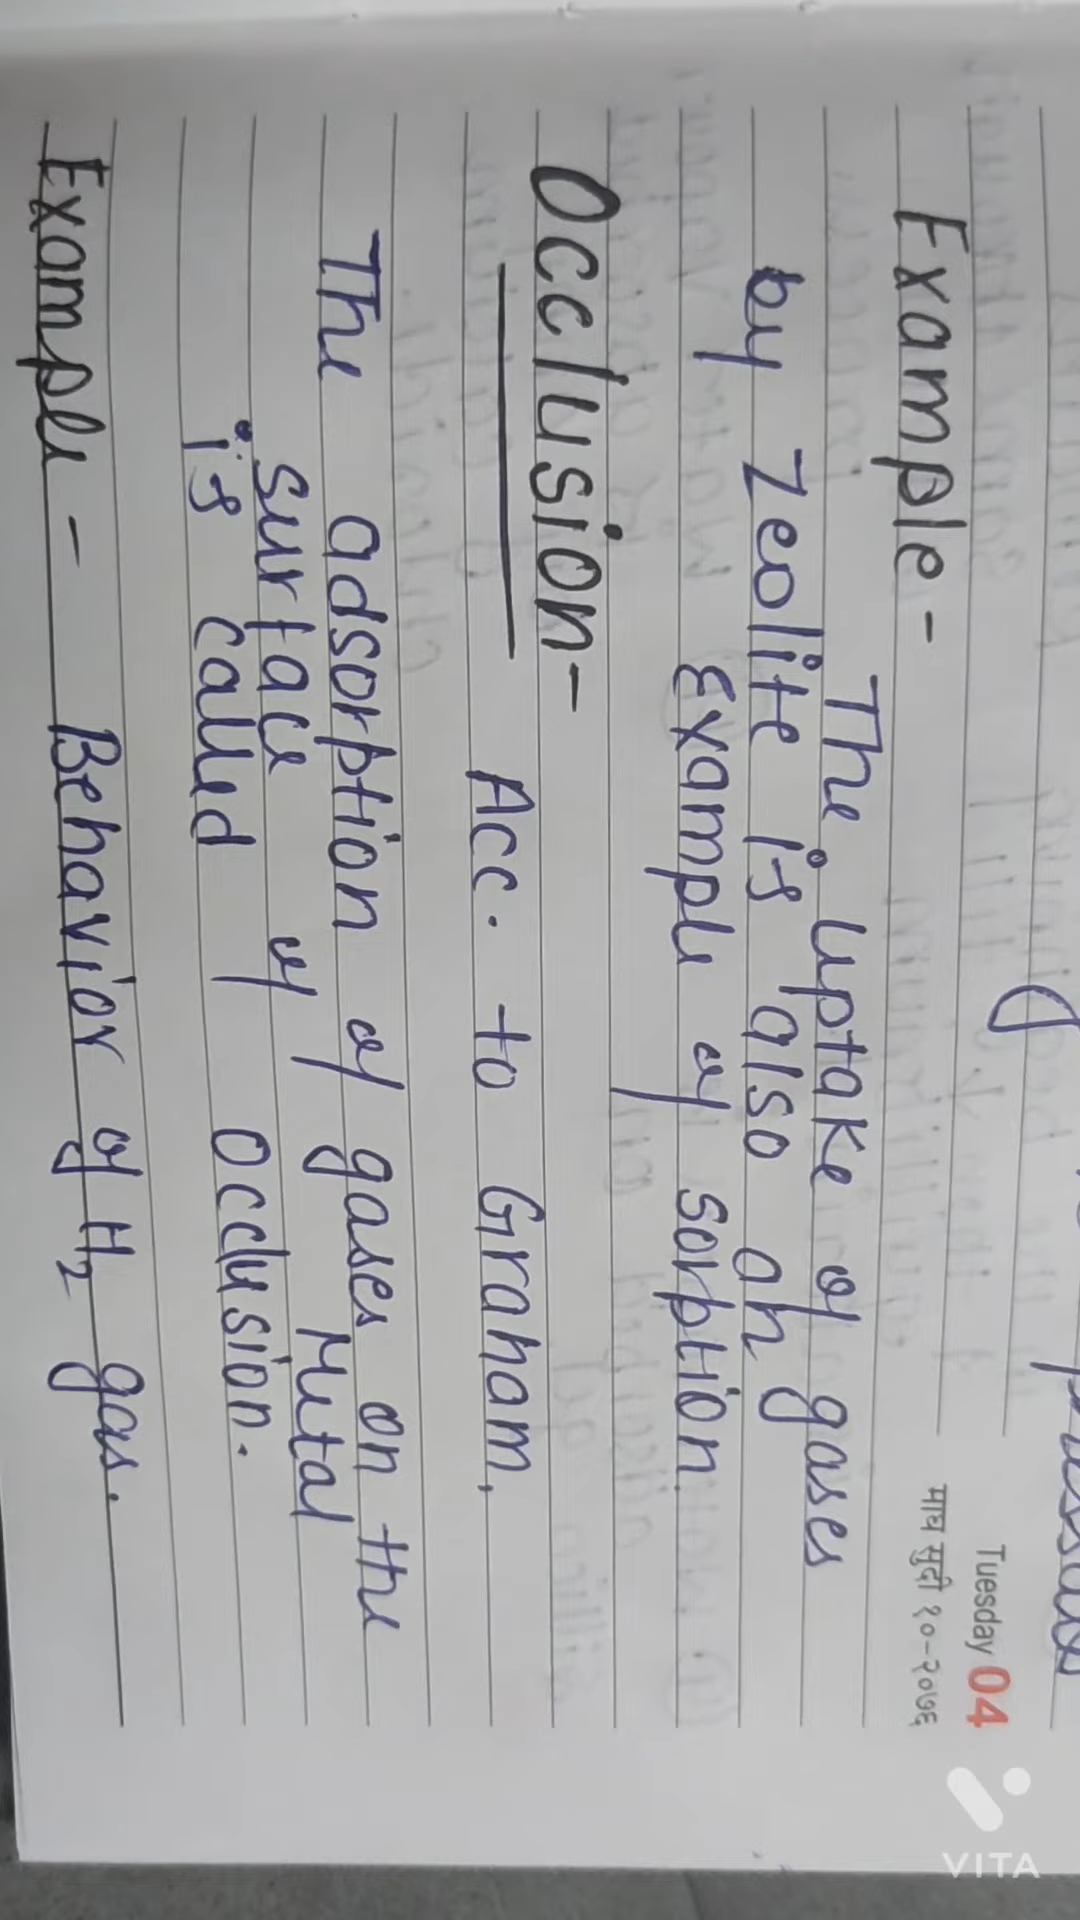 Tuesday 04
माघ सुदी १०-२०७६
Example-
The uptake of gases
by Zeolite is also an
Example of sorption.
Occlusion-
Acc. to Graham,
The adsorption of gases on the
surface of Metal
is called occlusion.
Example - Behavior of H₂ gas.
VITA